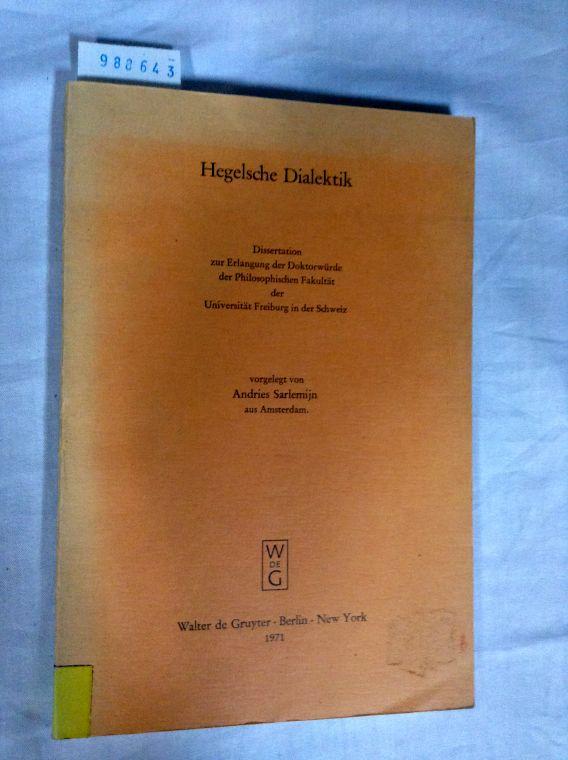 988643
Hegelsche Dialektik
Dissertation
zur Erlangung der Doktorwürde
der Philosophischen Fakultät
der
Universität Freiburg in der Schweiz
vorgelegt von
Andries Sarlemijn
aus Amsterdam.
W
DE
G
Walter de Gruyter · Berlin · New York
1971